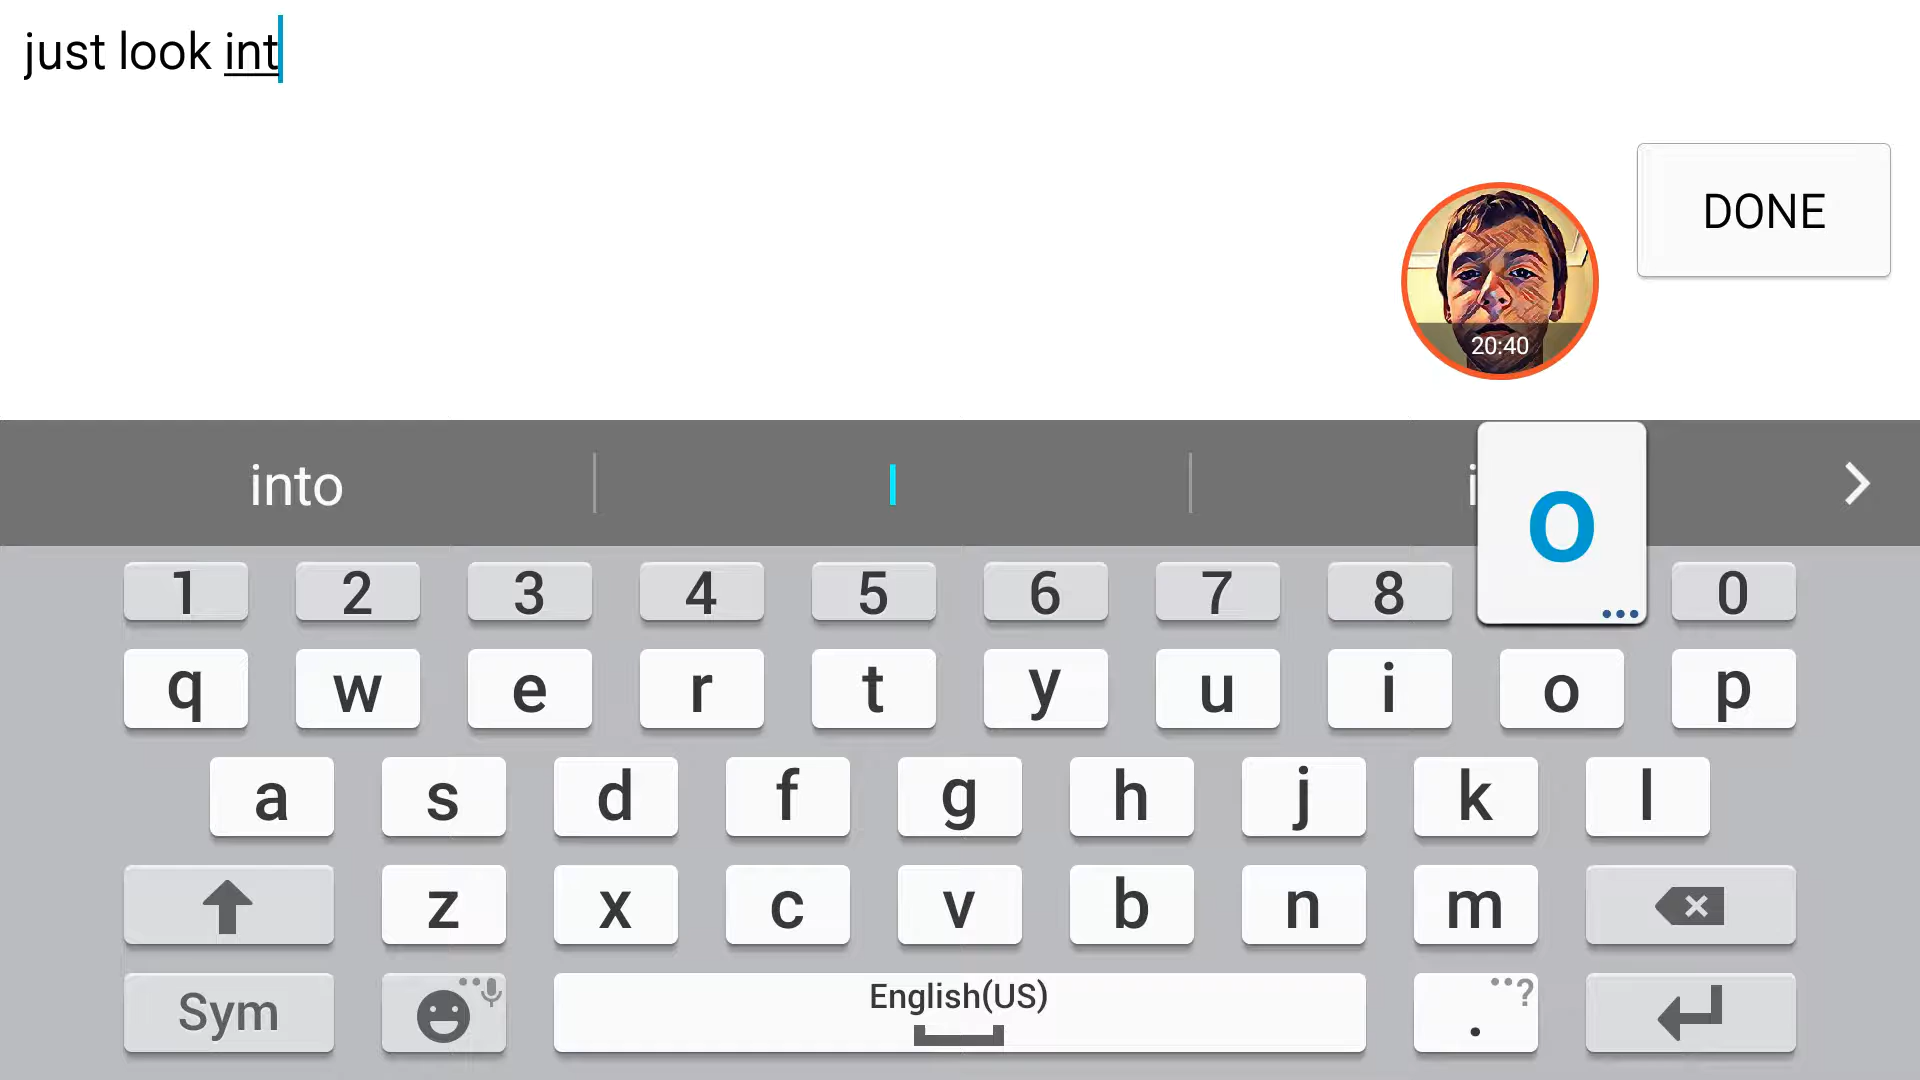 just look int
DONE
20:40
into
i
O
1 2 3 4 5 6 7 8 0
q w e r t y u i o p
a s d f g h j k l
z x c v b n m
Sym
English(US)
. ?